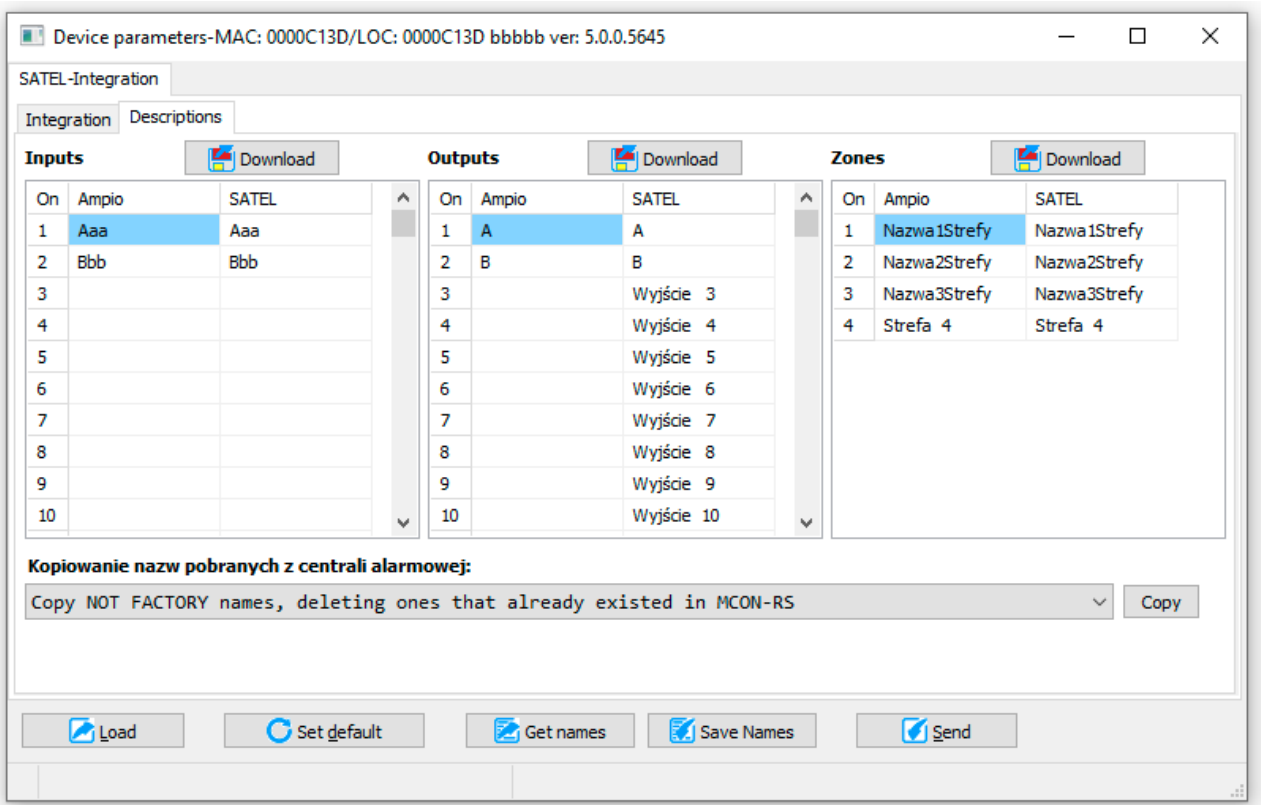 Device parameters-MAC: 0000C13D/LOC: 0000C13D bbbbb ver: 5.0.0.5645
SATEL-Integration
Integration Descriptions
Inputs Download Outputs Download Zones Download
On Ampio SATEL On Ampio SATEL On Ampio SATEL
1 Aaa Aaa 1 A A 1 Nazwa1Strefy Nazwa1Strefy
2 Bbb Bbb 2 B B 2 Nazwa2Strefy Nazwa2Strefy
3 3 Wyjście 3 3 Nazwa3Strefy Nazwa3Strefy
4 4 Wyjście 4 4 Strefa 4 Strefa 4
5 5 Wyjście 5
6 6 Wyjście 6
7 7 Wyjście 7
8 8 Wyjście 8
9 9 Wyjście 9
10 10 Wyjście 10
Kopiowanie nazw pobranych z centrali alarmowej:
Copy NOT FACTORY names, deleting ones that already existed in MCON-RS Copy
Load Set default Get names Save Names Send